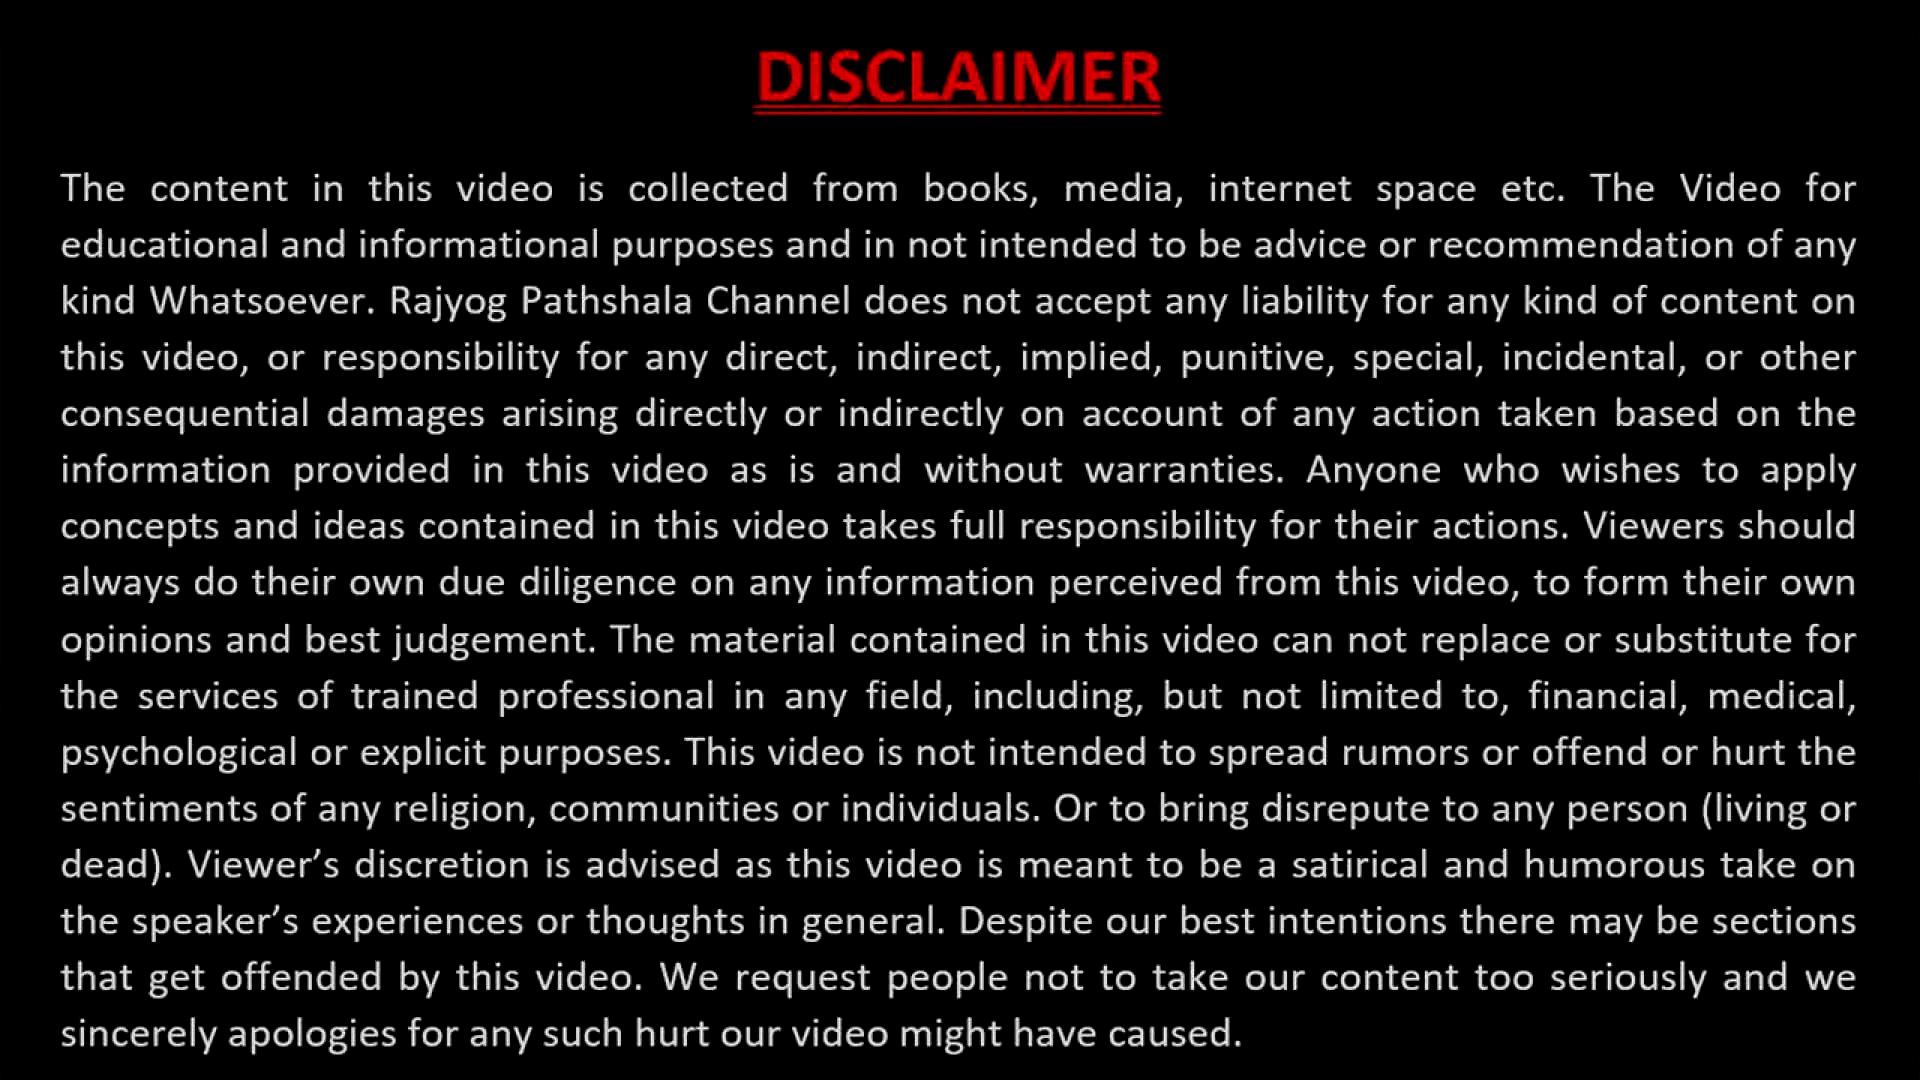 DISCLAIMER
The content in this video is collected from books, media, internet space etc. The Video for
educational and informational purposes and in not intended to be advice or recommendation of any
kind Whatsoever. Rajyog Pathshala Channel does not accept any liability for any kind of content on
this video, or responsibility for any direct, indirect, implied, punitive, special, incidental, or other
consequential damages arising directly or indirectly on account of any action taken based on the
information provided in this video as is and without warranties. Anyone who wishes to apply
concepts and ideas contained in this video takes full responsibility for their actions. Viewers should
always do their own due diligence on any information perceived from this video, to form their own
opinions and best judgement. The material contained in this video can not replace or substitute for
the services of trained professional in any field, including, but not limited to, financial, medical,
psychological or explicit purposes. This video is not intended to spread rumors or offend or hurt the
sentiments of any religion, communities or individuals. Or to bring disrepute to any person (living or
dead). Viewer’s discretion is advised as this video is meant to be a satirical and humorous take on
the speaker’s experiences or thoughts in general. Despite our best intentions there may be sections
that get offended by this video. We request people not to take our content too seriously and we
sincerely apologies for any such hurt our video might have caused.